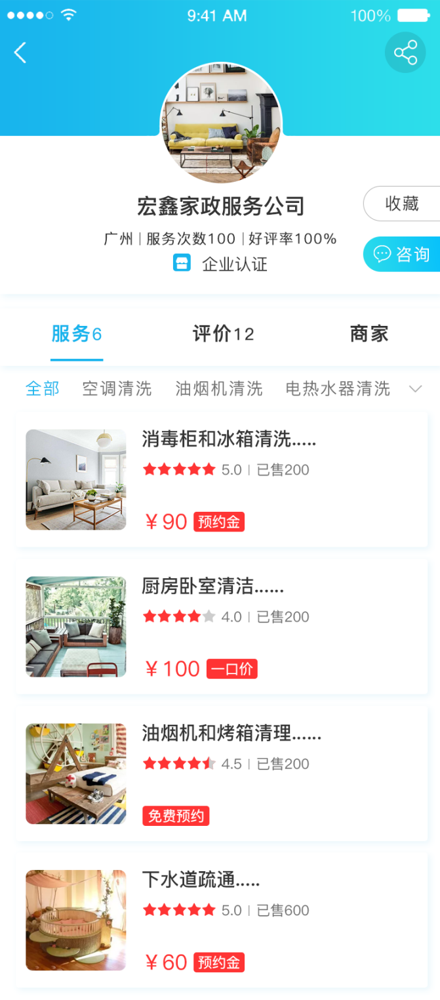 9:41 AM 100%
宏鑫家政服务公司
收藏
广州 | 服务次数100 | 好评率100%
企业认证
咨询
服务6 评价12 商家
全部 空调清洗 油烟机清洗 电热水器清洗
消毒柜和冰箱清洗.....
5.0 | 已售200
￥90 预约金
厨房卧室清洁......
4.0 | 已售200
￥100 一口价
油烟机和烤箱清理......
4.5 | 已售200
免费预约
下水道疏通.....
5.0 | 已售600
￥60 预约金